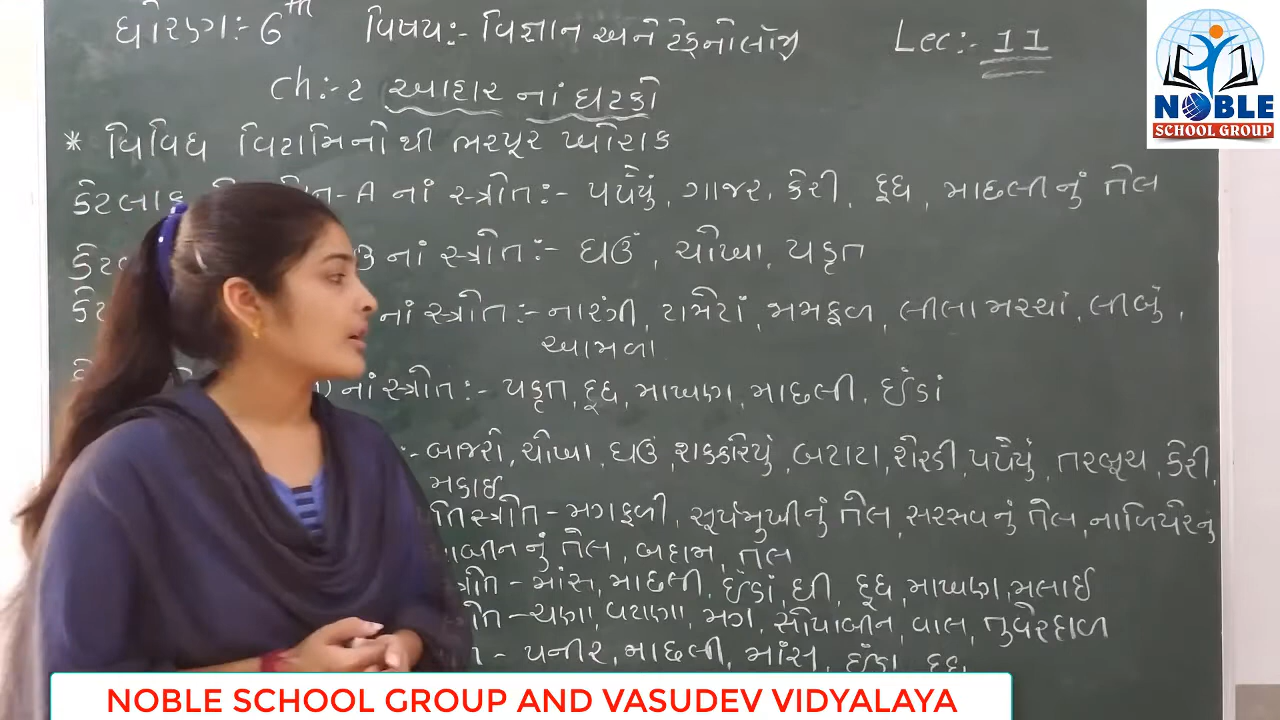 ધોરણ:- 6th વિષય:- વિજ્ઞાન અને ટેકનોલોજી Lec:- 11
Ch:- 2 આહાર નાં ઘટકો
* વિવિધ વિટામિનોથી ભરપૂર ખોરાક
કેટલાક - A નાં સ્ત્રોત:- પપૈયું, ગાજર, કેરી, દૂધ, માછલીનું તેલ
નાં સ્ત્રોત:- ઘઉં, ચોખા, યકૃત
નાં સ્ત્રોત:- નારંગી, ટામેટાં, જામફળ, લીલા મરચાં, લીંબું,
આમળા
નાં સ્ત્રોત:- યકૃત, દૂધ, માખણ, માછલી, ઈંડાં
:- બાજરો, ચોખા, ઘઉં, શક્કરિયું, બટાટા, શેરડી, પપૈયું, તરબૂચ, કેરી,
મકાઈ
સ્ત્રોત - મગફળી, સૂર્યમુખીનું તેલ, સરસવનું તેલ, નાળિયેરનું
તેલ, બદામ, તલ
- માંસ, માછલી, ઈંડાં, ઘી, દૂધ, માખણ, મલાઈ
- ચણા, વટાણા, મગ, સોયાબીન, વાલ, તુવેરદાળ
- પનીર, માછલી, માંસ, ઈંડા, દૂધ
NOBLE
SCHOOL GROUP
NOBLE SCHOOL GROUP AND VASUDEV VIDYALAYA